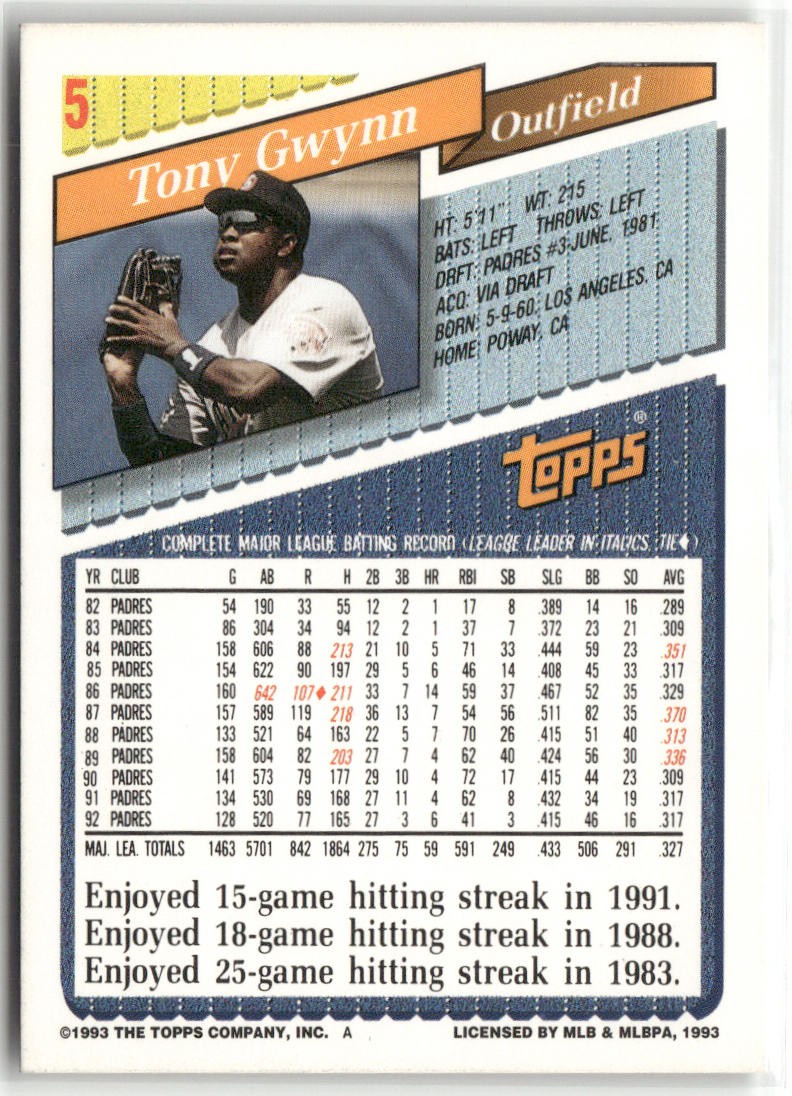 5
Tony Gwynn
Outfield
HT: 5'11" WT: 215
BATS: LEFT THROWS: LEFT
DRFT: PADRES #3-JUNE, 1981
ACQ: VIA DRAFT
BORN: 5-9-60, LOS ANGELES, CA
HOME: POWAY, CA
TOPPS®
COMPLETE MAJOR LEAGUE BATTING RECORD (LEAGUE LEADER IN ITALICS, TIE♦)
YR CLUB G AB R H 2B 3B HR RBI SB SLG BB SO AVG
82 PADRES 54 190 33 55 12 2 1 17 8 .389 14 16 .289
83 PADRES 86 304 34 94 12 2 1 37 7 .372 23 21 .309
84 PADRES 158 606 88 213 21 10 5 71 33 .444 59 23 .351
85 PADRES 154 622 90 197 29 5 6 46 14 .408 45 33 .317
86 PADRES 160 642 107♦ 211 33 7 14 59 37 .467 52 35 .329
87 PADRES 157 589 119 218 36 13 7 54 56 .511 82 35 .370
88 PADRES 133 521 64 163 22 5 7 70 26 .415 51 40 .313
89 PADRES 158 604 82 203 27 7 4 62 40 .424 56 30 .336
90 PADRES 141 573 79 177 29 10 4 72 17 .415 44 23 .309
91 PADRES 134 530 69 168 27 11 4 62 8 .432 34 19 .317
92 PADRES 128 520 77 165 27 3 6 41 3 .415 46 16 .317
MAJ. LEA. TOTALS 1463 5701 842 1864 275 75 59 591 249 .433 506 291 .327
Enjoyed 15-game hitting streak in 1991.
Enjoyed 18-game hitting streak in 1988.
Enjoyed 25-game hitting streak in 1983.
©1993 THE TOPPS COMPANY, INC. A LICENSED BY MLB & MLBPA, 1993